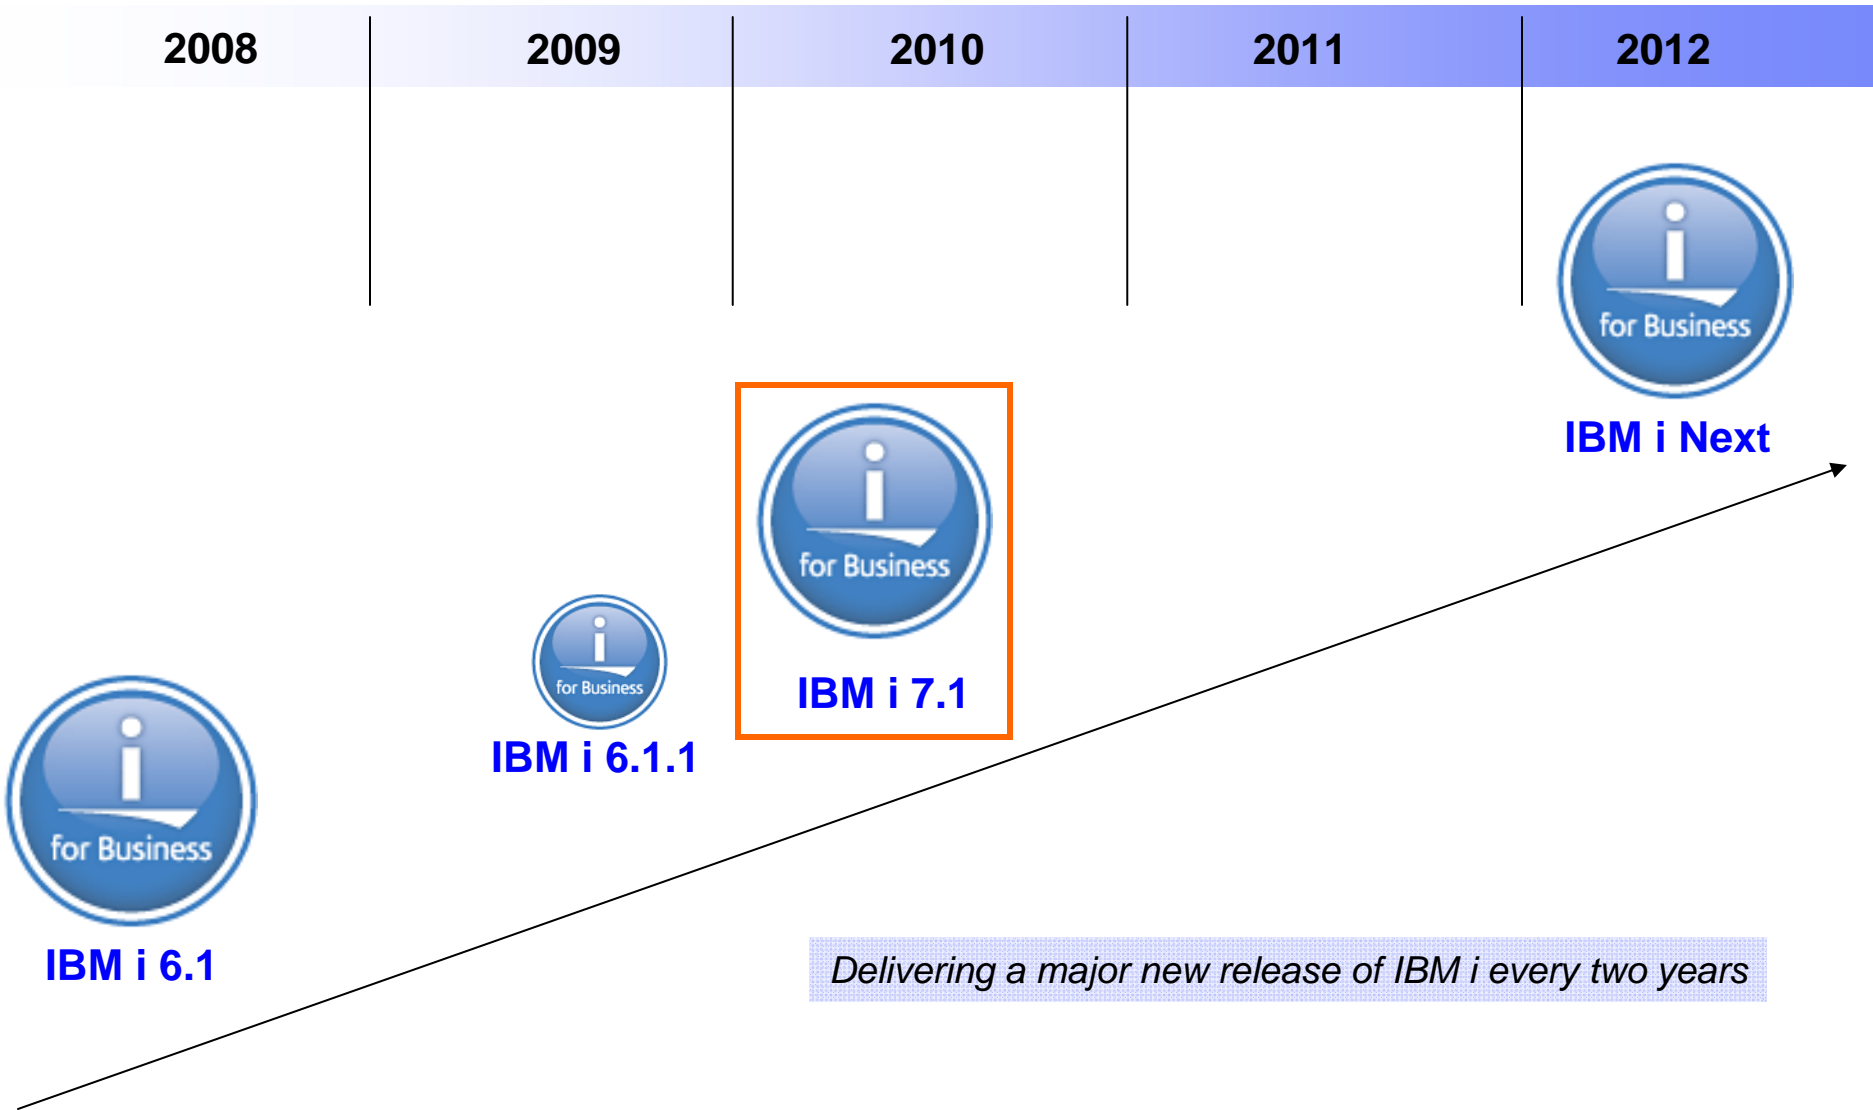 2008 2009 2010 2011 2012
i
for Business
IBM i Next
i
for Business
IBM i 7.1
i
for Business
IBM i 6.1.1
i
for Business
IBM i 6.1
Delivering a major new release of IBM i every two years